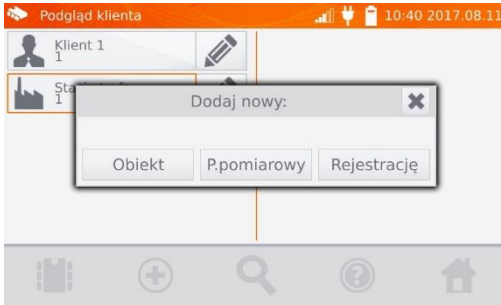 Podgląd klienta
10:40 2017.08.11
Klient 1
1
1
Dodaj nowy:
Obiekt
P.pomiarowy
Rejestrację